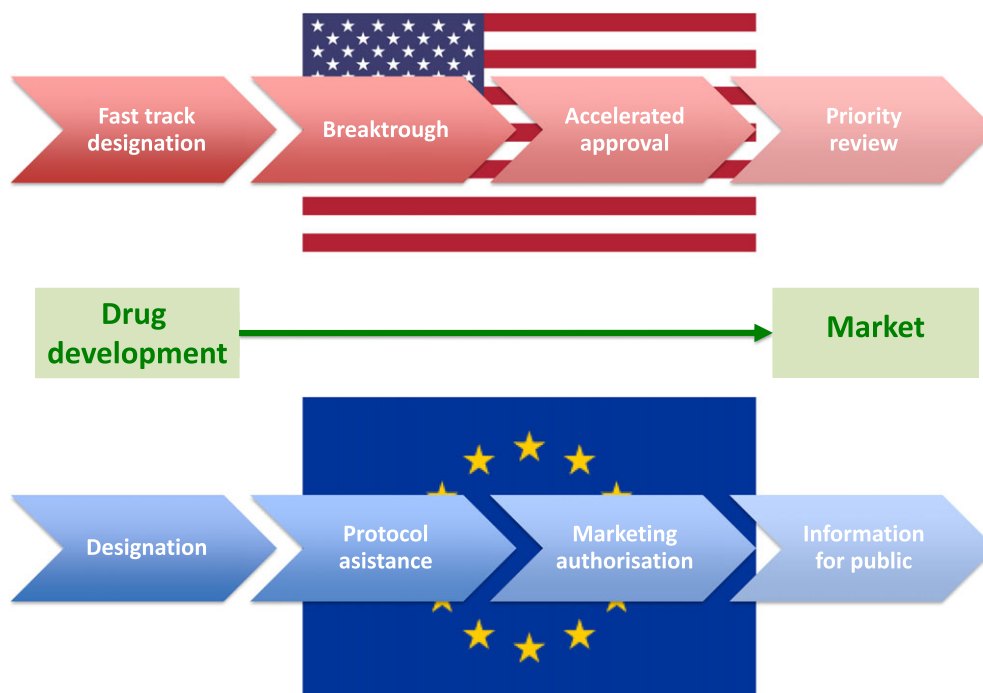 Fast track
designation
Breaktrough
Accelerated
approval
Priority
review
Drug
development
Market
Designation
Protocol
asistance
Marketing
authorisation
Information
for public